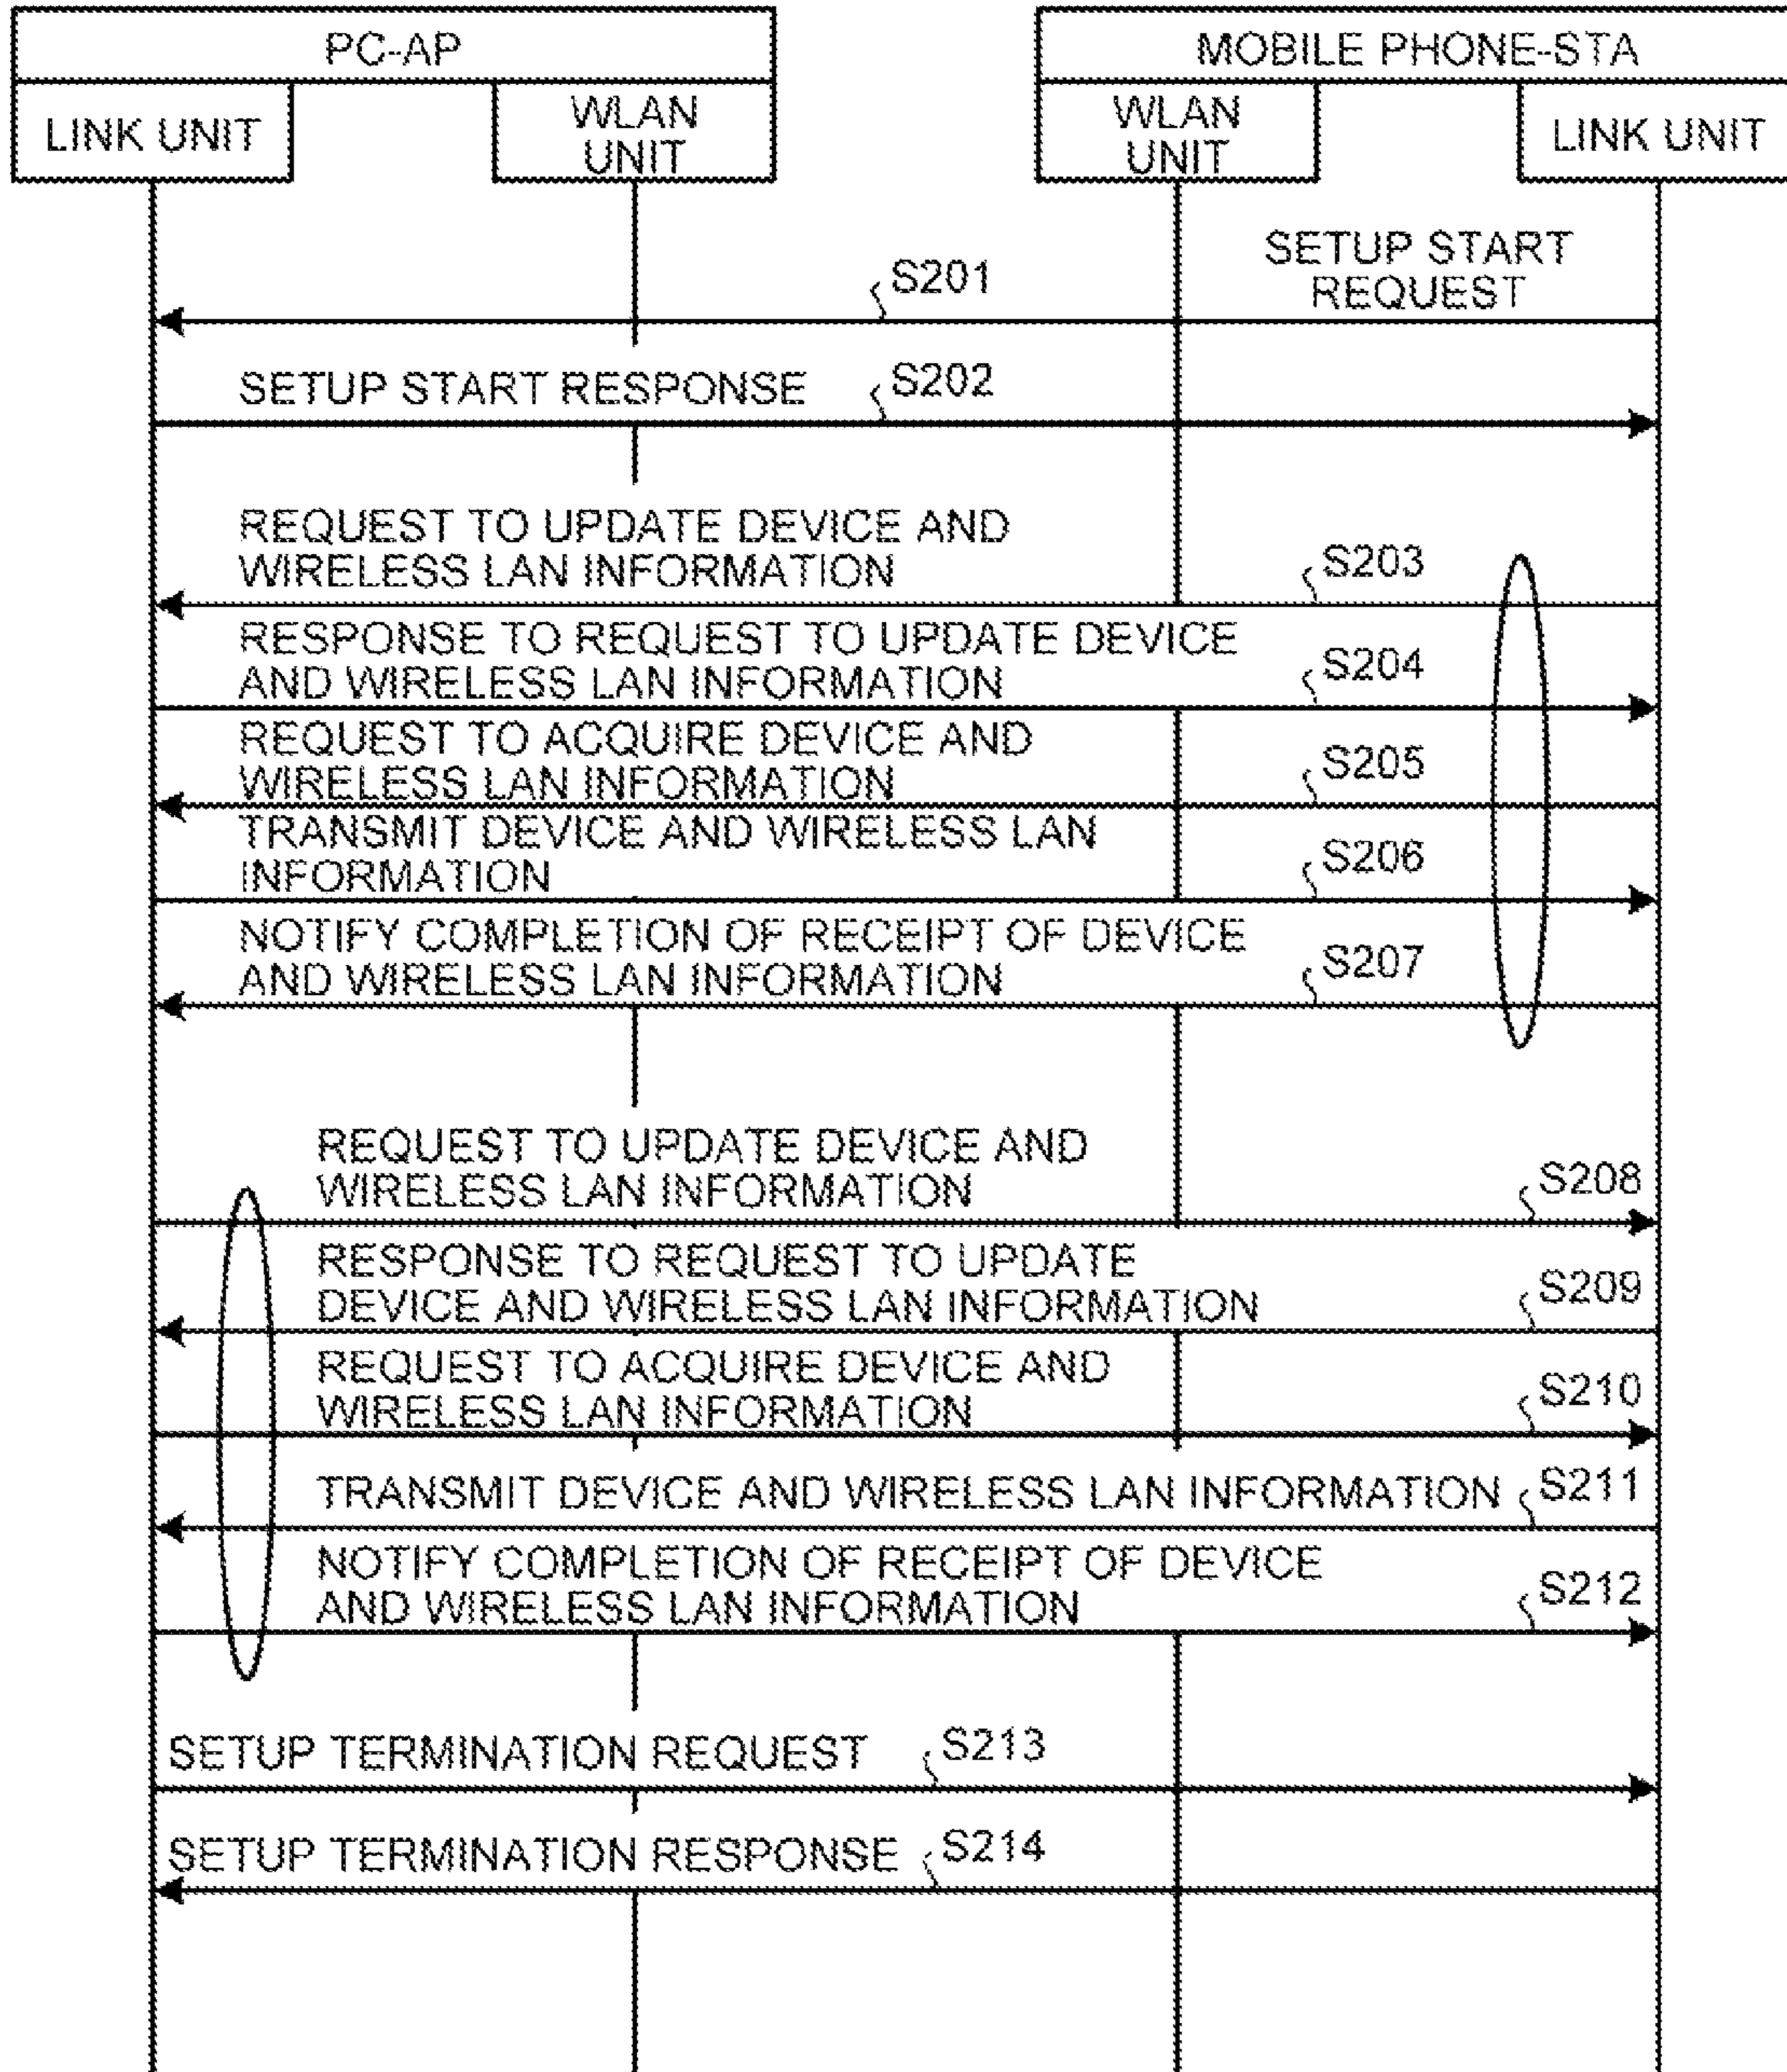 PC-AP
MOBILE PHONE-STA
LINK UNIT
WLAN
UNIT
WLAN
UNIT
LINK UNIT
SETUP START
REQUEST
S201
SETUP START RESPONSE
S202
REQUEST TO UPDATE DEVICE AND
WIRELESS LAN INFORMATION
S203
RESPONSE TO REQUEST TO UPDATE DEVICE
AND WIRELESS LAN INFORMATION
S204
REQUEST TO ACQUIRE DEVICE AND
WIRELESS LAN INFORMATION
S205
TRANSMIT DEVICE AND WIRELESS LAN
INFORMATION
S206
NOTIFY COMPLETION OF RECEIPT OF DEVICE
AND WIRELESS LAN INFORMATION
S207
REQUEST TO UPDATE DEVICE AND
WIRELESS LAN INFORMATION
S208
RESPONSE TO REQUEST TO UPDATE
DEVICE AND WIRELESS LAN INFORMATION
S209
REQUEST TO ACQUIRE DEVICE AND
WIRELESS LAN INFORMATION
S210
TRANSMIT DEVICE AND WIRELESS LAN INFORMATION
S211
NOTIFY COMPLETION OF RECEIPT OF DEVICE
AND WIRELESS LAN INFORMATION
S212
SETUP TERMINATION REQUEST
S213
SETUP TERMINATION RESPONSE
S214